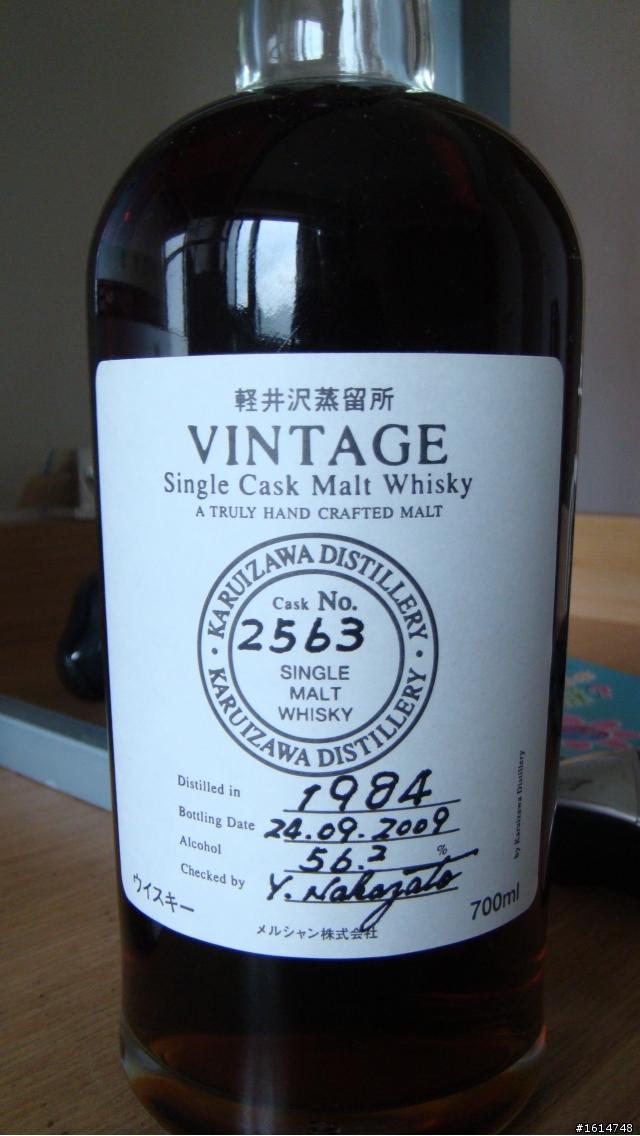 軽井沢蒸留所
VINTAGE
Single Cask Malt Whisky
A TRULY HAND CRAFTED MALT
KARUIZAWA DISTILLERY
Cask No.
2563
SINGLE
MALT
WHISKY
KARUIZAWA DISTILLERY
Distilled in 1984
Bottling Date 24.09.2009
Alcohol 56.2 %
Checked by Y. Nakazato
by Karuizawa Distillery
ウイスキー
700ml
メルシャン株式会社
#1614748